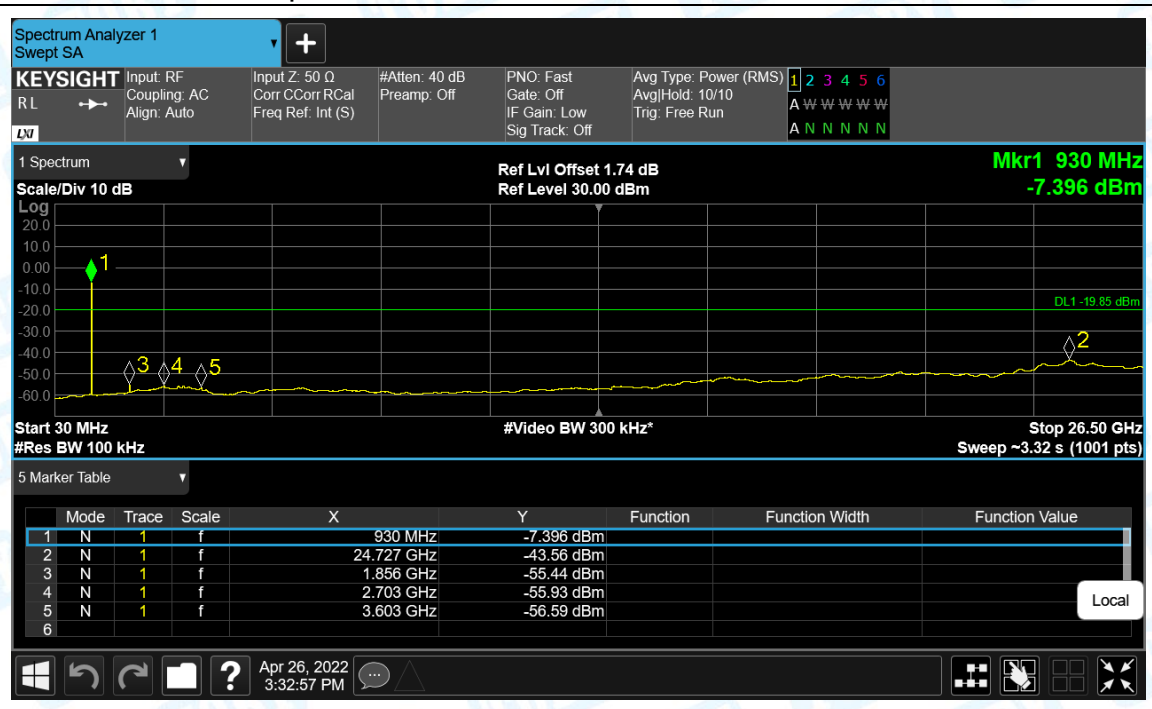 Spectrum Analyzer 1
Swept SA
+
KEYSIGHT Input: RF Input Z: 50 Ω #Atten: 40 dB PNO: Fast Avg Type: Power (RMS) 1 2 3 4 5 6
R L Coupling: AC Corr CCorr RCal Preamp: Off Gate: Off Avg|Hold: 10/10 A W W W W W
Align: Auto Freq Ref: Int (S) IF Gain: Low Trig: Free Run
LXI Sig Track: Off A N N N N N
1 Spectrum Ref Lvl Offset 1.74 dB Mkr1 930 MHz
Scale/Div 10 dB Ref Level 30.00 dBm -7.396 dBm
Log
20.0
10.0
0.00 1
-10.0
DL1 -19.85 dBm
-20.0
-30.0
2
-40.0
3 4 5
-50.0
-60.0
Start 30 MHz #Video BW 300 kHz* Stop 26.50 GHz
#Res BW 100 kHz Sweep ~3.32 s (1001 pts)
5 Marker Table
Mode Trace Scale X Y Function Function Width Function Value
1 N 1 f 930 MHz -7.396 dBm
2 N 1 f 24.727 GHz -43.56 dBm
3 N 1 f 1.856 GHz -55.44 dBm
4 N 1 f 2.703 GHz -55.93 dBm
5 N 1 f 3.603 GHz -56.59 dBm
6
Local
? Apr 26, 2022
3:32:57 PM